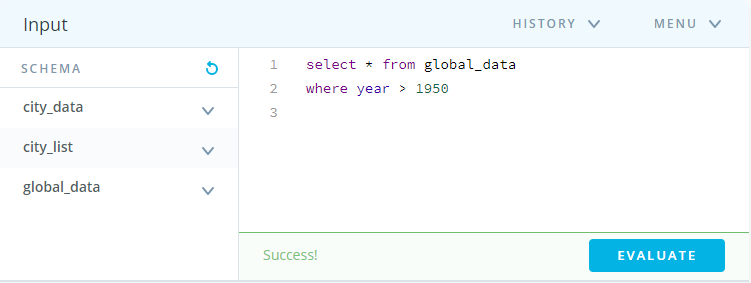 Input
HISTORY
MENU
SCHEMA
city_data
city_list
global_data
1 select * from global_data
2 where year > 1950
3
Success!
EVALUATE